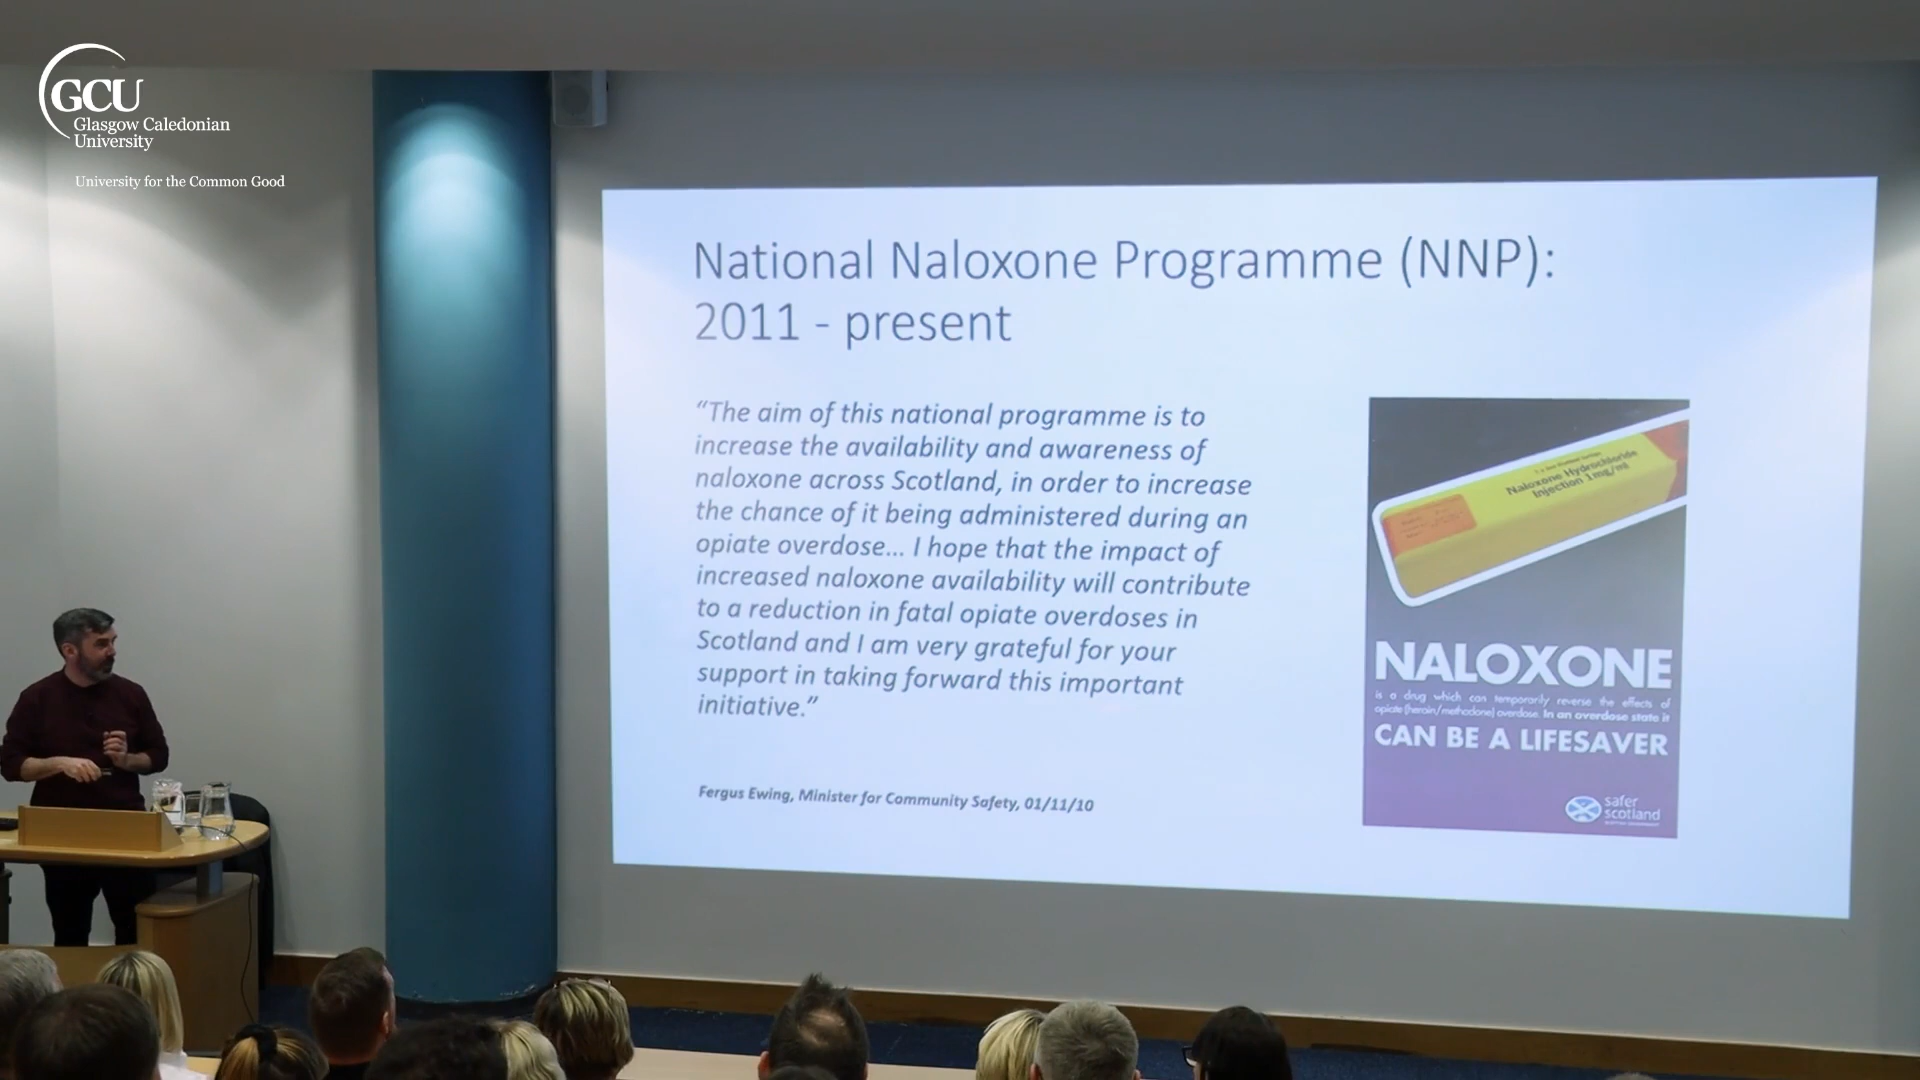 GCU
Glasgow Caledonian
University
University for the Common Good
National Naloxone Programme (NNP):
2011 - present
“The aim of this national programme is to
increase the availability and awareness of
naloxone across Scotland, in order to increase
the chance of it being administered during an
opiate overdose... I hope that the impact of
increased naloxone availability will contribute
to a reduction in fatal opiate overdoses in
Scotland and I am very grateful for your
support in taking forward this important
initiative.”
Fergus Ewing, Minister for Community Safety, 01/11/10
Naloxone Hydrochloride
Injection 1mg/ml
NALOXONE
is a drug which can temporarily reverse the effects of
opiate (heroin/methadone) overdose. In an overdose state it
CAN BE A LIFESAVER
safer
scotland